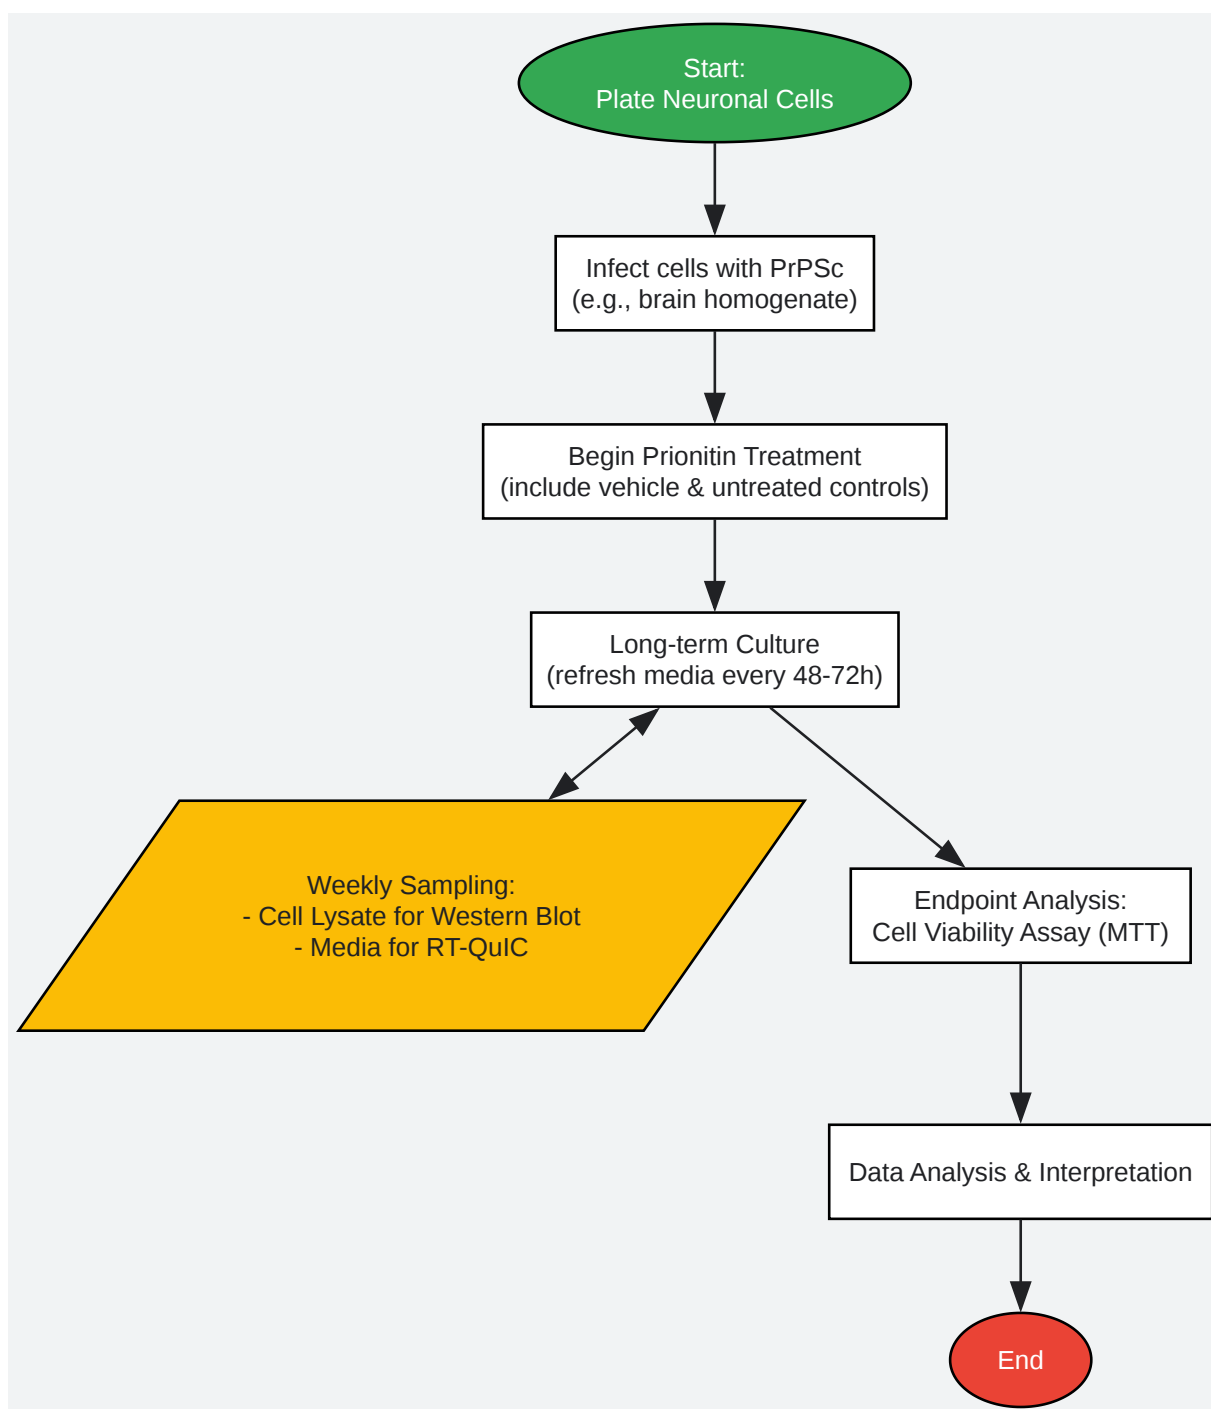 Start:
Plate Neuronal Cells
Infect cells with PrPSc
(e.g., brain homogenate)
Begin Prionitin Treatment
(include vehicle & untreated controls)
Long-term Culture
(refresh media every 48-72h)
Weekly Sampling:
- Cell Lysate for Western Blot
- Media for RT-QuIC
Endpoint Analysis:
Cell Viability Assay (MTT)
Data Analysis & Interpretation
End